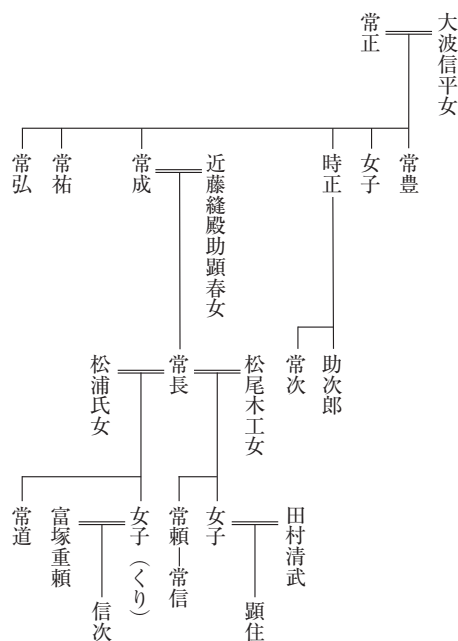 大波信平女
常正
常豊
女子
時正
近藤縫殿助顕春女
常成
常祐
常弘
助次郎
常次
松尾木工女
常長
松浦氏女
田村清武
女子
常頼
常信
女子（くり）
富塚重頼
常道
顕住
信次